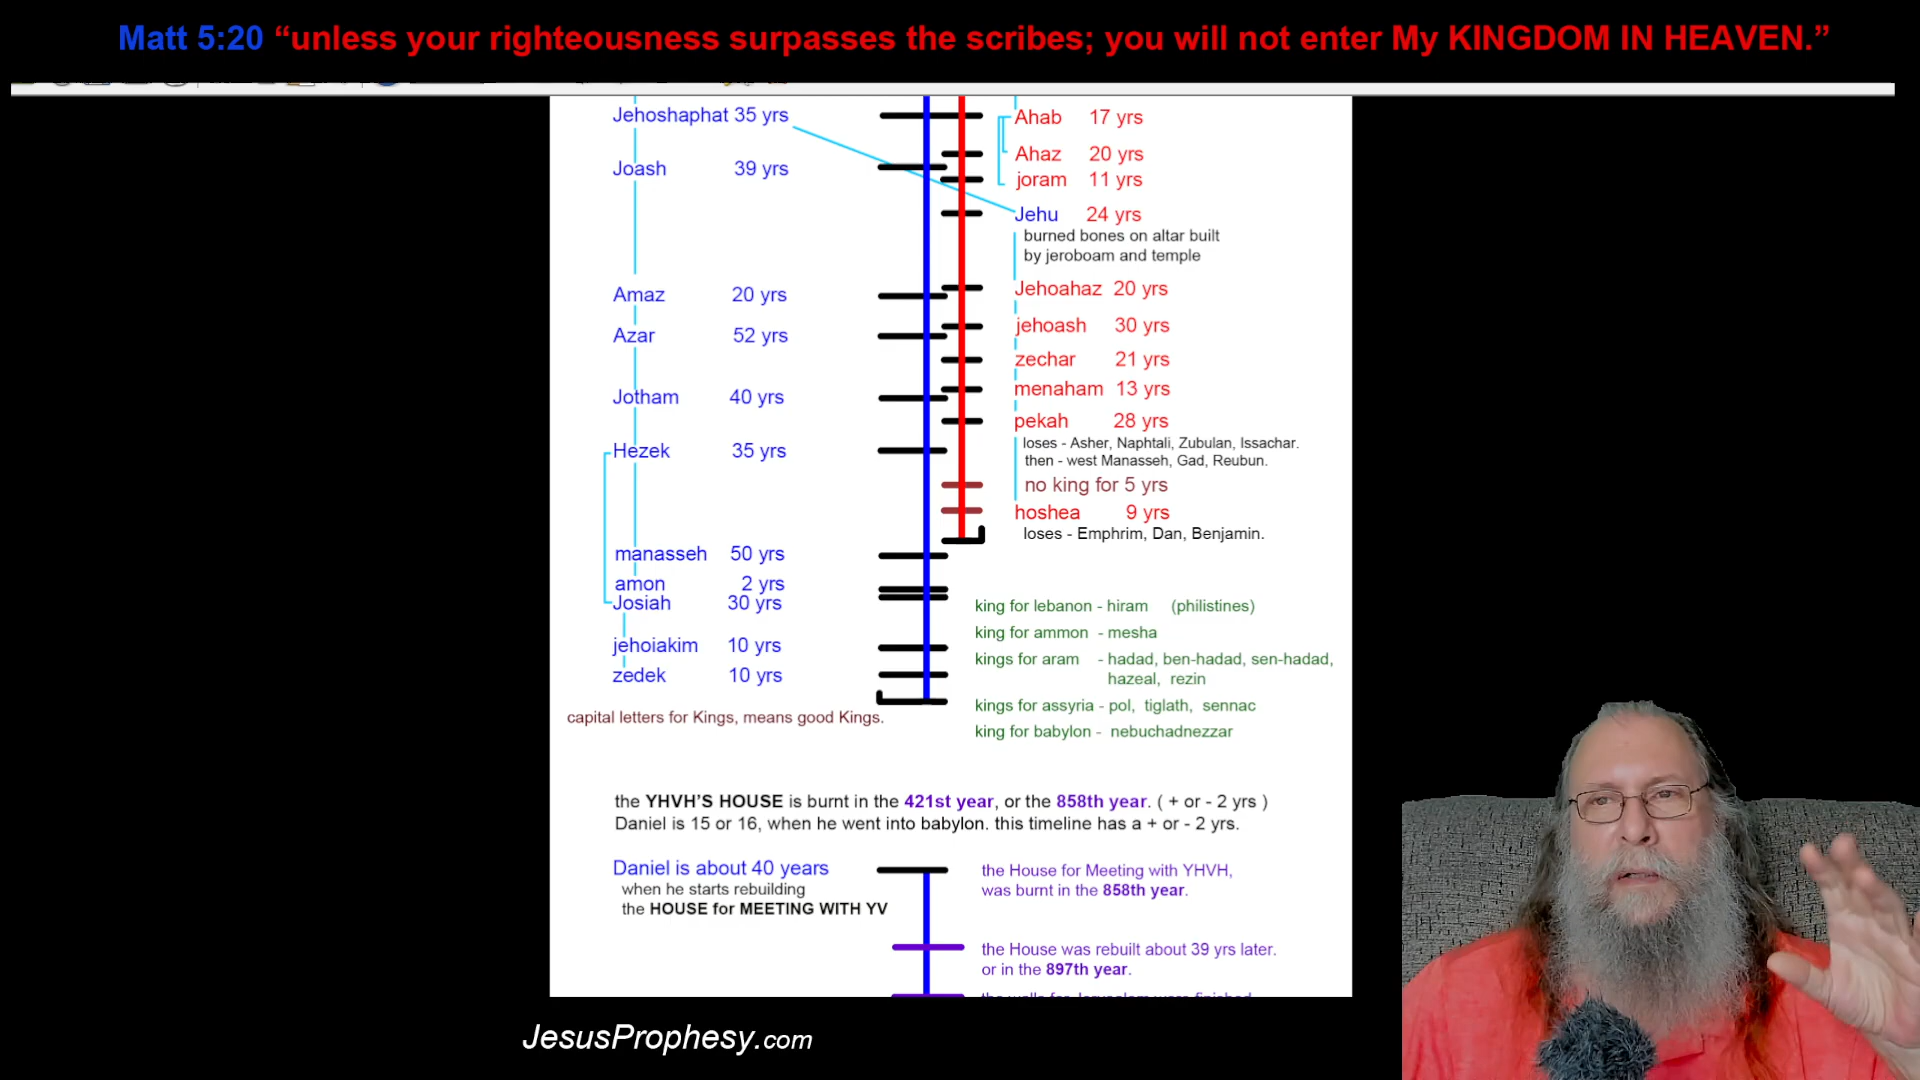 Matt 5:20 “unless your righteousness surpasses the scribes; you will not enter My KINGDOM IN HEAVEN.”
Jehoshaphat 35 yrs
Joash 39 yrs
Amaz 20 yrs
Azar 52 yrs
Jotham 40 yrs
Hezek 35 yrs
manasseh 50 yrs
amon 2 yrs
Josiah 30 yrs
jehoiakim 10 yrs
zedek 10 yrs
capital letters for Kings, means good Kings.
Ahab 17 yrs
Ahaz 20 yrs
joram 11 yrs
Jehu 24 yrs
burned bones on altar built
by jeroboam and temple
Jehoahaz 20 yrs
jehoash 30 yrs
zechar 21 yrs
menaham 13 yrs
pekah 28 yrs
loses - Asher, Naphtali, Zubulan, Issachar.
then - west Manasseh, Gad, Reubun.
no king for 5 yrs
hoshea 9 yrs
loses - Emphrim, Dan, Benjamin.
king for lebanon - hiram (philistines)
king for ammon - mesha
kings for aram - hadad, ben-hadad, sen-hadad,
hazeal, rezin
kings for assyria - pol, tiglath, sennac
king for babylon - nebuchadnezzar
the YHVH'S HOUSE is burnt in the 421st year, or the 858th year. ( + or - 2 yrs )
Daniel is 15 or 16, when he went into babylon. this timeline has a + or - 2 yrs.
Daniel is about 40 years
when he starts rebuilding
the HOUSE for MEETING WITH YV
the House for Meeting with YHVH,
was burnt in the 858th year.
the House was rebuilt about 39 yrs later.
or in the 897th year.
the walls for Jerusalem were finished
JesusProphesy.com